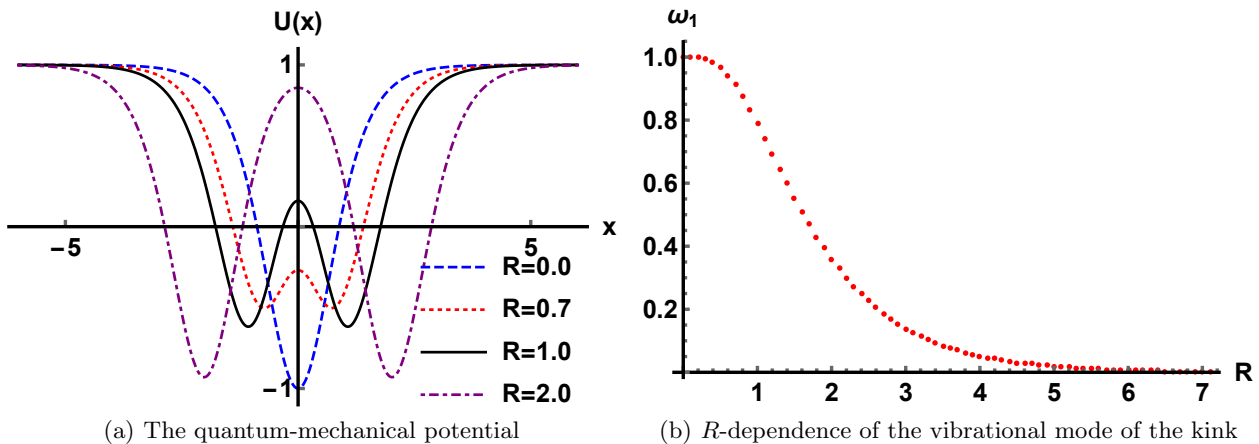 U(x)
1
−5
5
x
−1
R=0.0
R=0.7
R=1.0
R=2.0
(a) The quantum-mechanical potential
ω1
1.0
0.8
0.6
0.4
0.2
1 2 3 4 5 6 7
R
(b) R-dependence of the vibrational mode of the kink